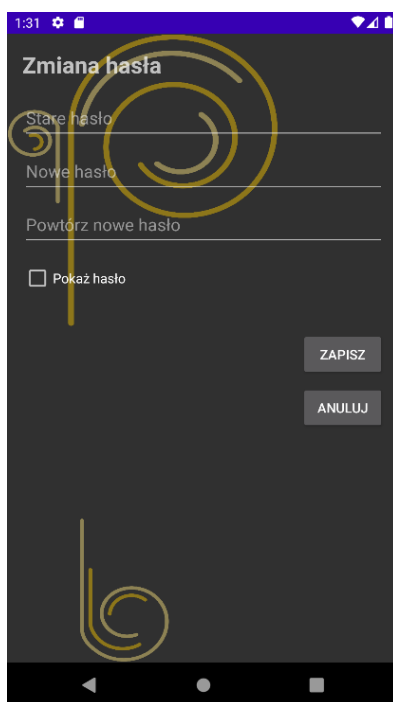 1:31
Zmiana hasła
Stare hasło
Nowe hasło
Powtórz nowe hasło
Pokaż hasło
ZAPISZ
ANULUJ